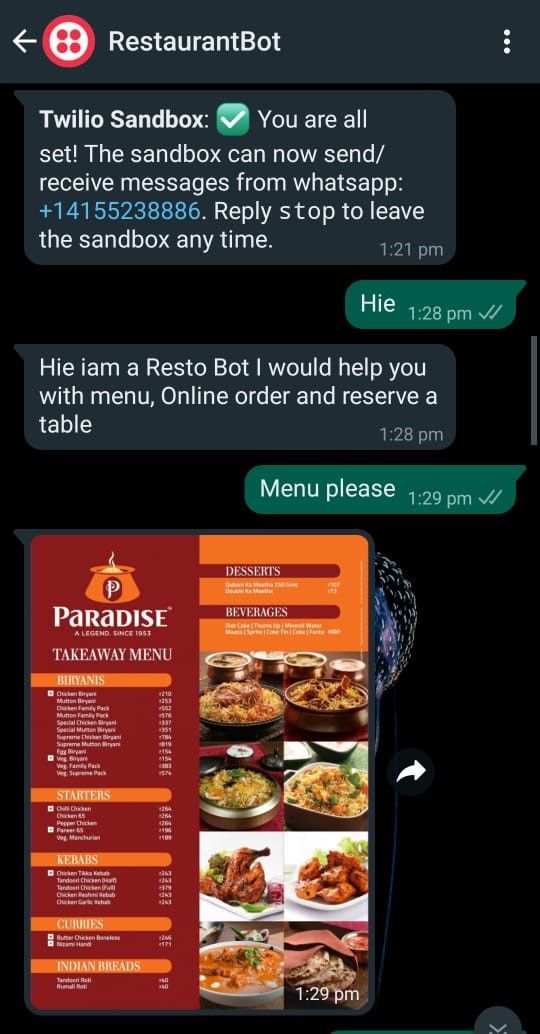 RestaurantBot
Twilio Sandbox: ✅ You are all
set! The sandbox can now send/
receive messages from whatsapp:
+14155238886. Reply stop to leave
the sandbox any time.
1:21 pm
Hie
1:28 pm
Hie iam a Resto Bot I would help you
with menu, Online order and reserve a
table
1:28 pm
Menu please
1:29 pm
P
PARADISE
A LEGEND. SINCE 1953
TAKEAWAY MENU
BIRYANIS
Chicken Biryani ₹210
Mutton Biryani ₹253
Chicken Family Pack ₹552
Mutton Family Pack ₹576
Special Chicken Biryani ₹337
Special Mutton Biryani ₹351
Supreme Chicken Biryani ₹784
Supreme Mutton Biryani ₹819
Egg Biryani ₹154
Veg. Biryani ₹154
Veg. Family Pack ₹383
Veg. Supreme Pack ₹574
STARTERS
Chilli Chicken ₹264
Chicken 65 ₹264
Pepper Chicken ₹264
Paneer 65 ₹196
Veg. Manchurian ₹189
KEBABS
Chicken Tikka Kebab ₹243
Tandoori Chicken (Half) ₹243
Tandoori Chicken (Full) ₹379
Chicken Reshmi Kebab ₹243
Chicken Garlic Kebab ₹243
CURRIES
Butter Chicken Boneless ₹246
Nizami Handi ₹171
INDIAN BREADS
Tandoori Roti ₹40
Rumali Roti ₹40
DESSERTS
Qubani Ka Meetha 250 Gms ₹107
Double Ka Meetha ₹73
BEVERAGES
Diet Coke | Thums Up | Mineral Water
Maaza | Sprite | Coke Tin | Coke | Fanta MRP
1:29 pm